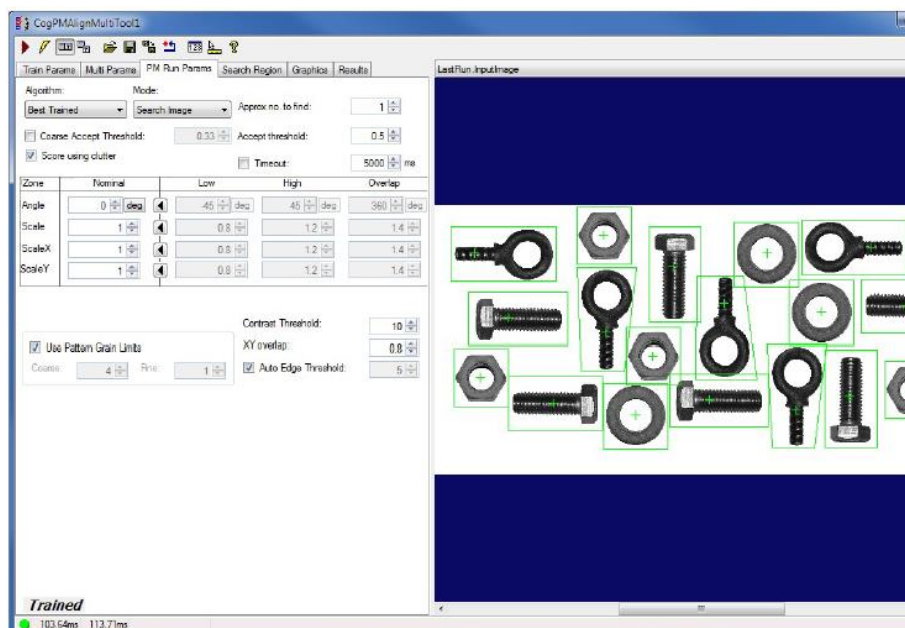 CogPMAlignMultiTool1
Train Params Multi Params PM Run Params Search Region Graphics Results
LastRun.InputImage
Algorithm: Mode:
Best Trained Search Image Approx no. to find: 1
Coarse Accept Threshold: 0.33 Accept threshold: 0.5
Score using clutter
Timeout: 5000 ms
Zone Nominal Low High Overlap
Angle 0 deg -45 deg 45 deg 360 deg
Scale 1 0.8 1.2 1.4
ScaleX 1 0.8 1.2 1.4
ScaleY 1 0.8 1.2 1.4
Contrast Threshold: 10
Use Pattern Grain Limits XY overlap: 0.8
Coarse: 4 Fine: 1 Auto Edge Threshold: 5
Trained
103.64ms 113.71ms